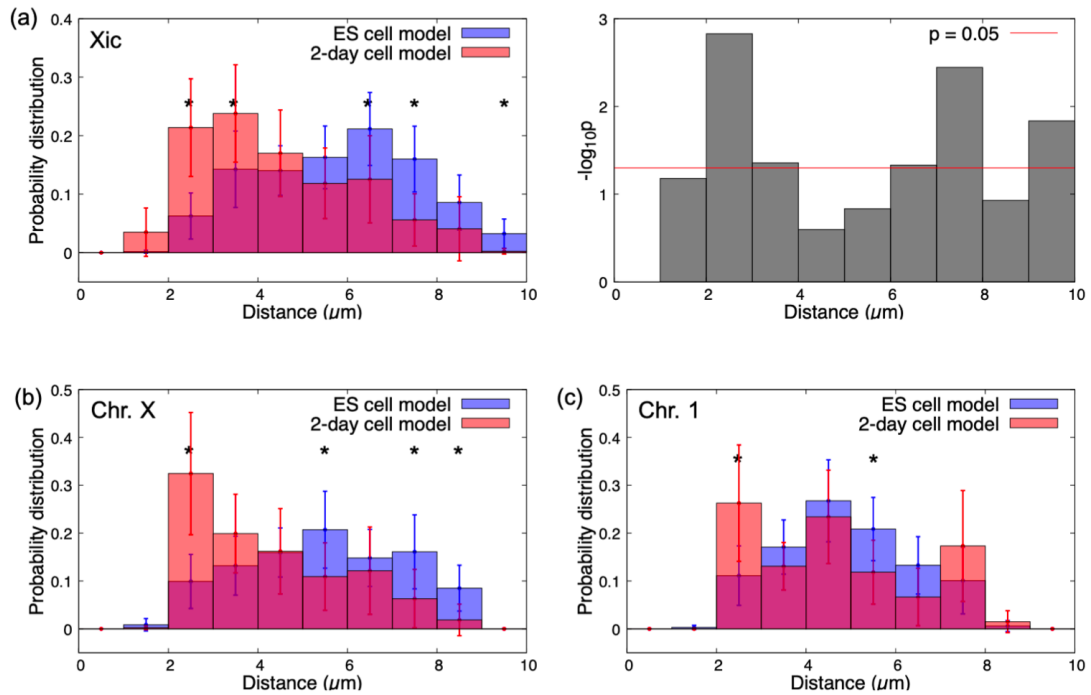 (a)
Xic
ES cell model
2-day cell model
* * * * *
Probability distribution
0.4
0.3
0.2
0.1
0
0 2 4 6 8 10
Distance (µm)
p = 0.05
-log10p
3
2
1
0
0 2 4 6 8 10
Distance (µm)
(b)
Chr. X
ES cell model
2-day cell model
* * * *
Probability distribution
0.5
0.4
0.3
0.2
0.1
0
0 2 4 6 8 10
Distance (µm)
(c)
Chr. 1
ES cell model
2-day cell model
* *
Probability distribution
0.5
0.4
0.3
0.2
0.1
0
0 2 4 6 8 10
Distance (µm)